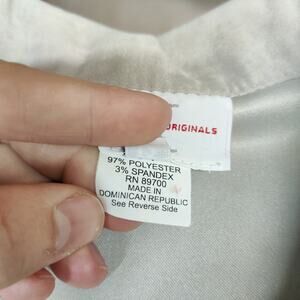 ORIGINALS
97% POLYESTER
3% SPANDEX
RN 89700
MADE IN
DOMINICAN REPUBLIC
See Reverse Side